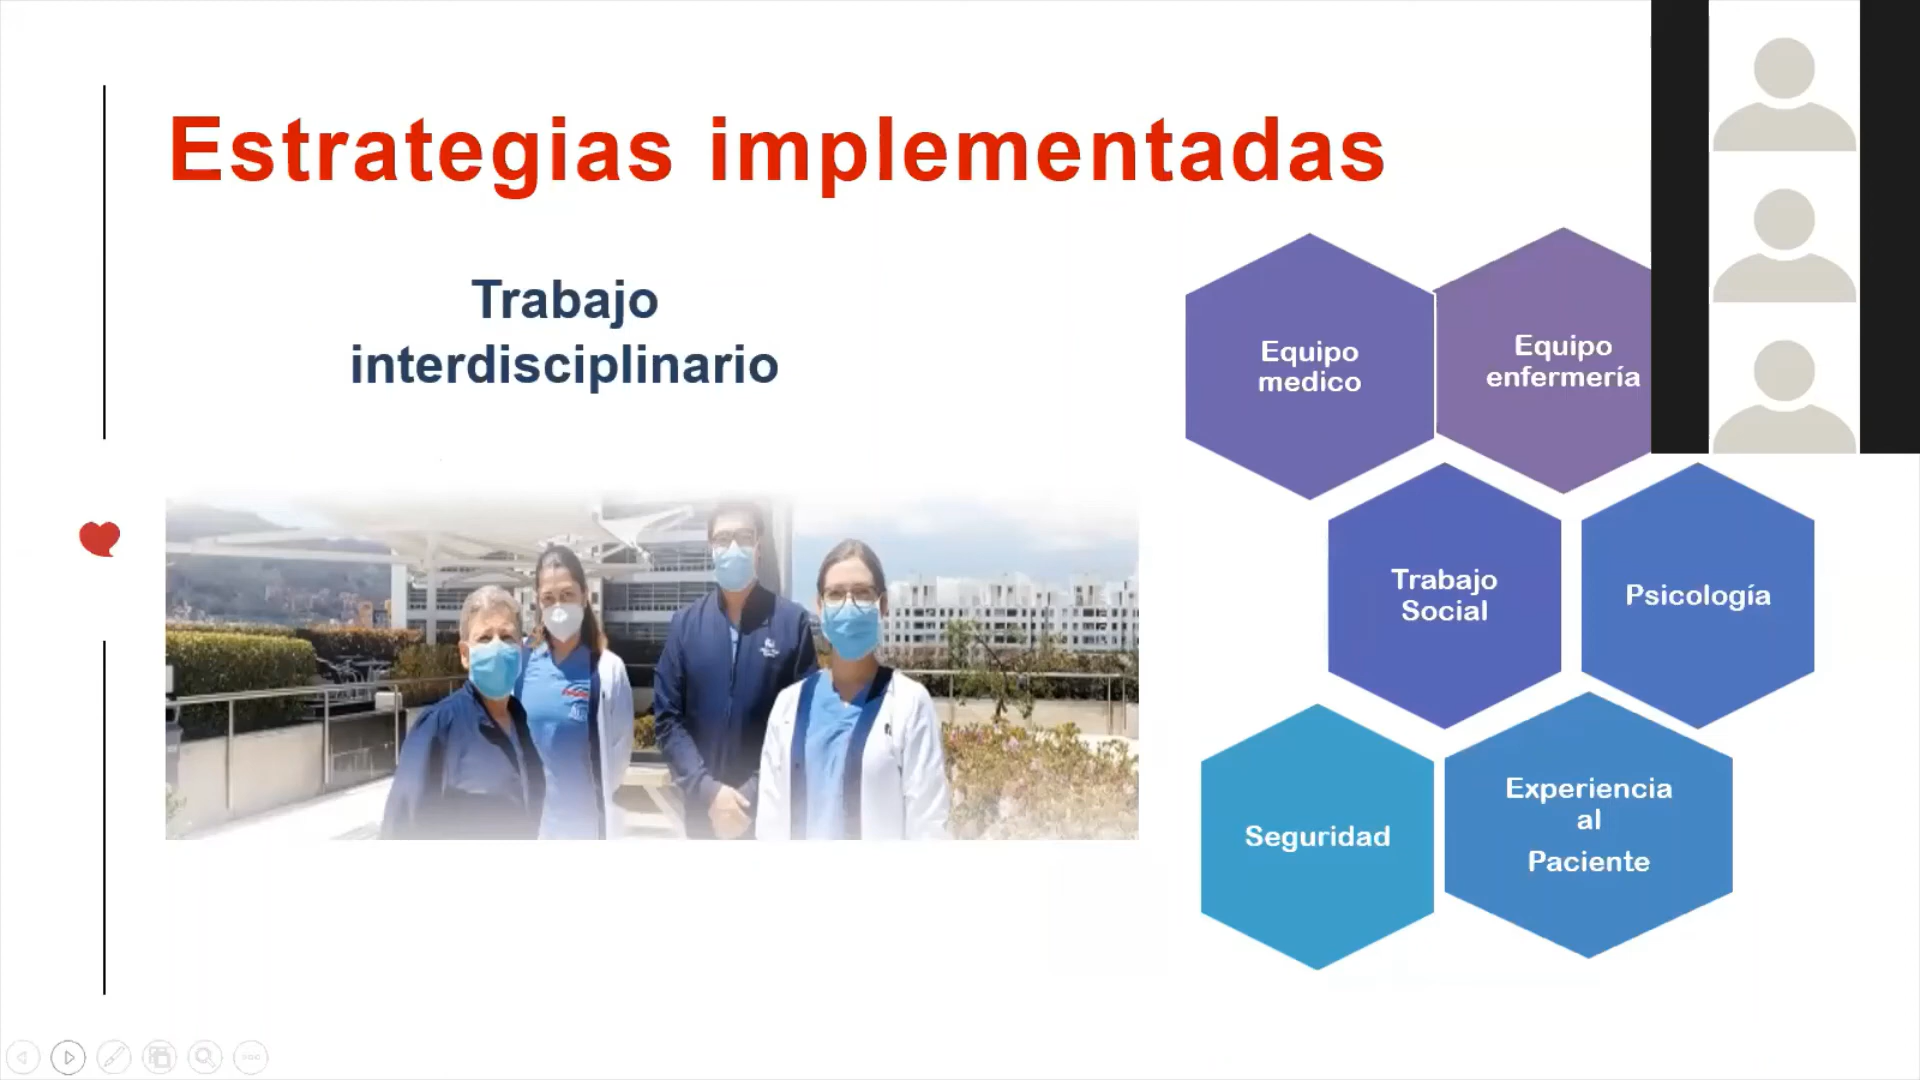 Estrategias implementadas
Trabajo
interdisciplinario
Equipo
medico
Equipo
enfermería
Trabajo
Social
Psicología
Seguridad
Experiencia
al
Paciente